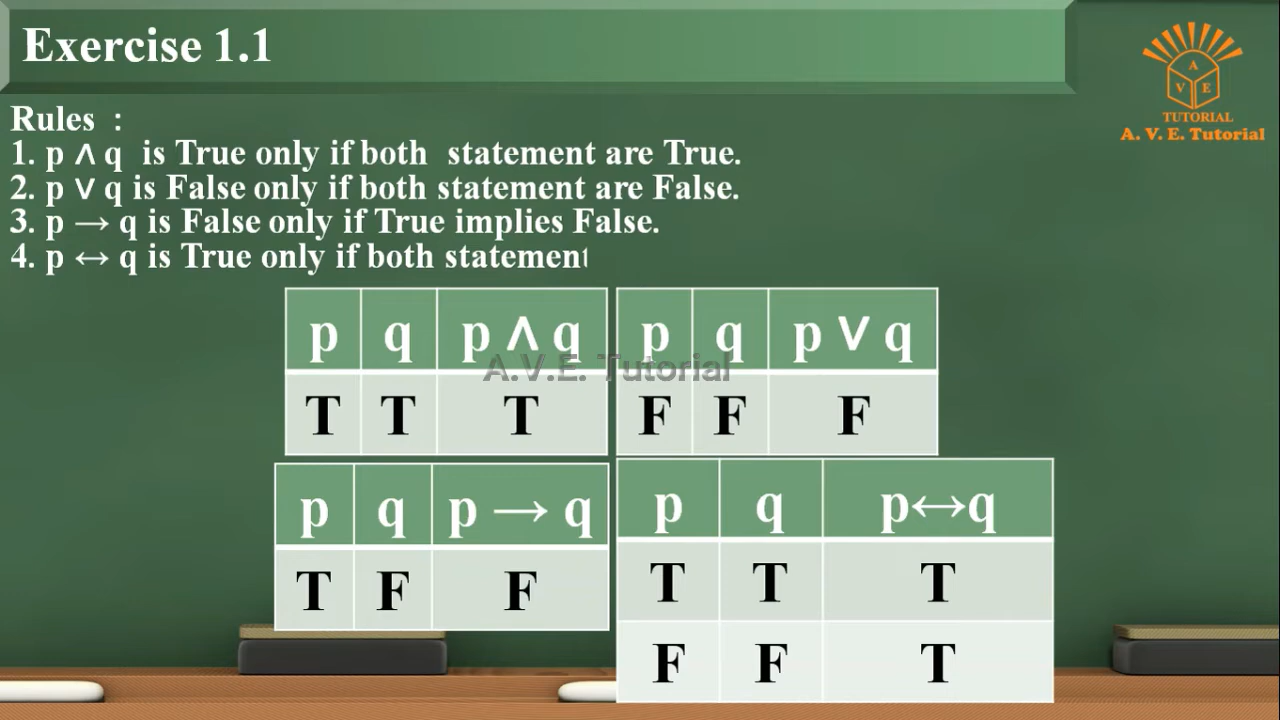 Exercise 1.1
A
V E
TUTORIAL
A. V. E. Tutorial
Rules :
1. p ∧ q is True only if both statement are True.
2. p ∨ q is False only if both statement are False.
3. p → q is False only if True implies False.
4. p ↔ q is True only if both statement
p q p ∧ q
T T T
p q p ∨ q
F F F
A.V.E. Tutorial
p q p → q
T F F
p q p↔q
T T T
F F T